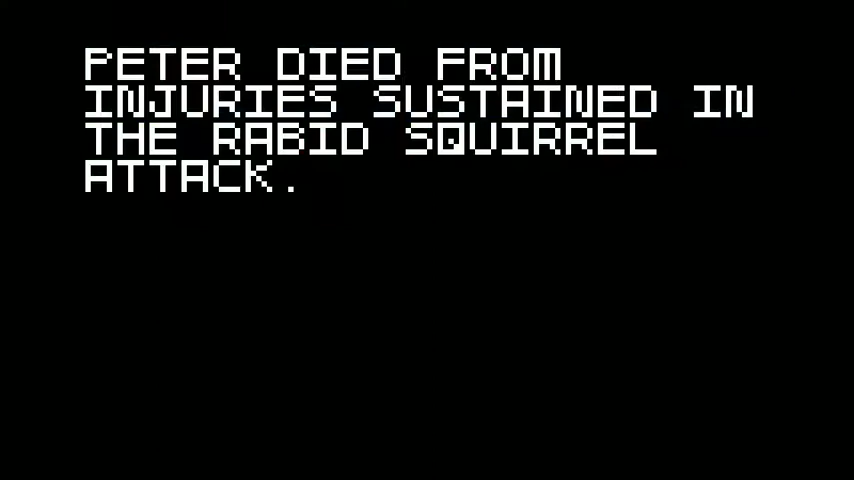 PETER DIED FROM
INJURIES SUSTAINED IN
THE RABID SQUIRREL
ATTACK.